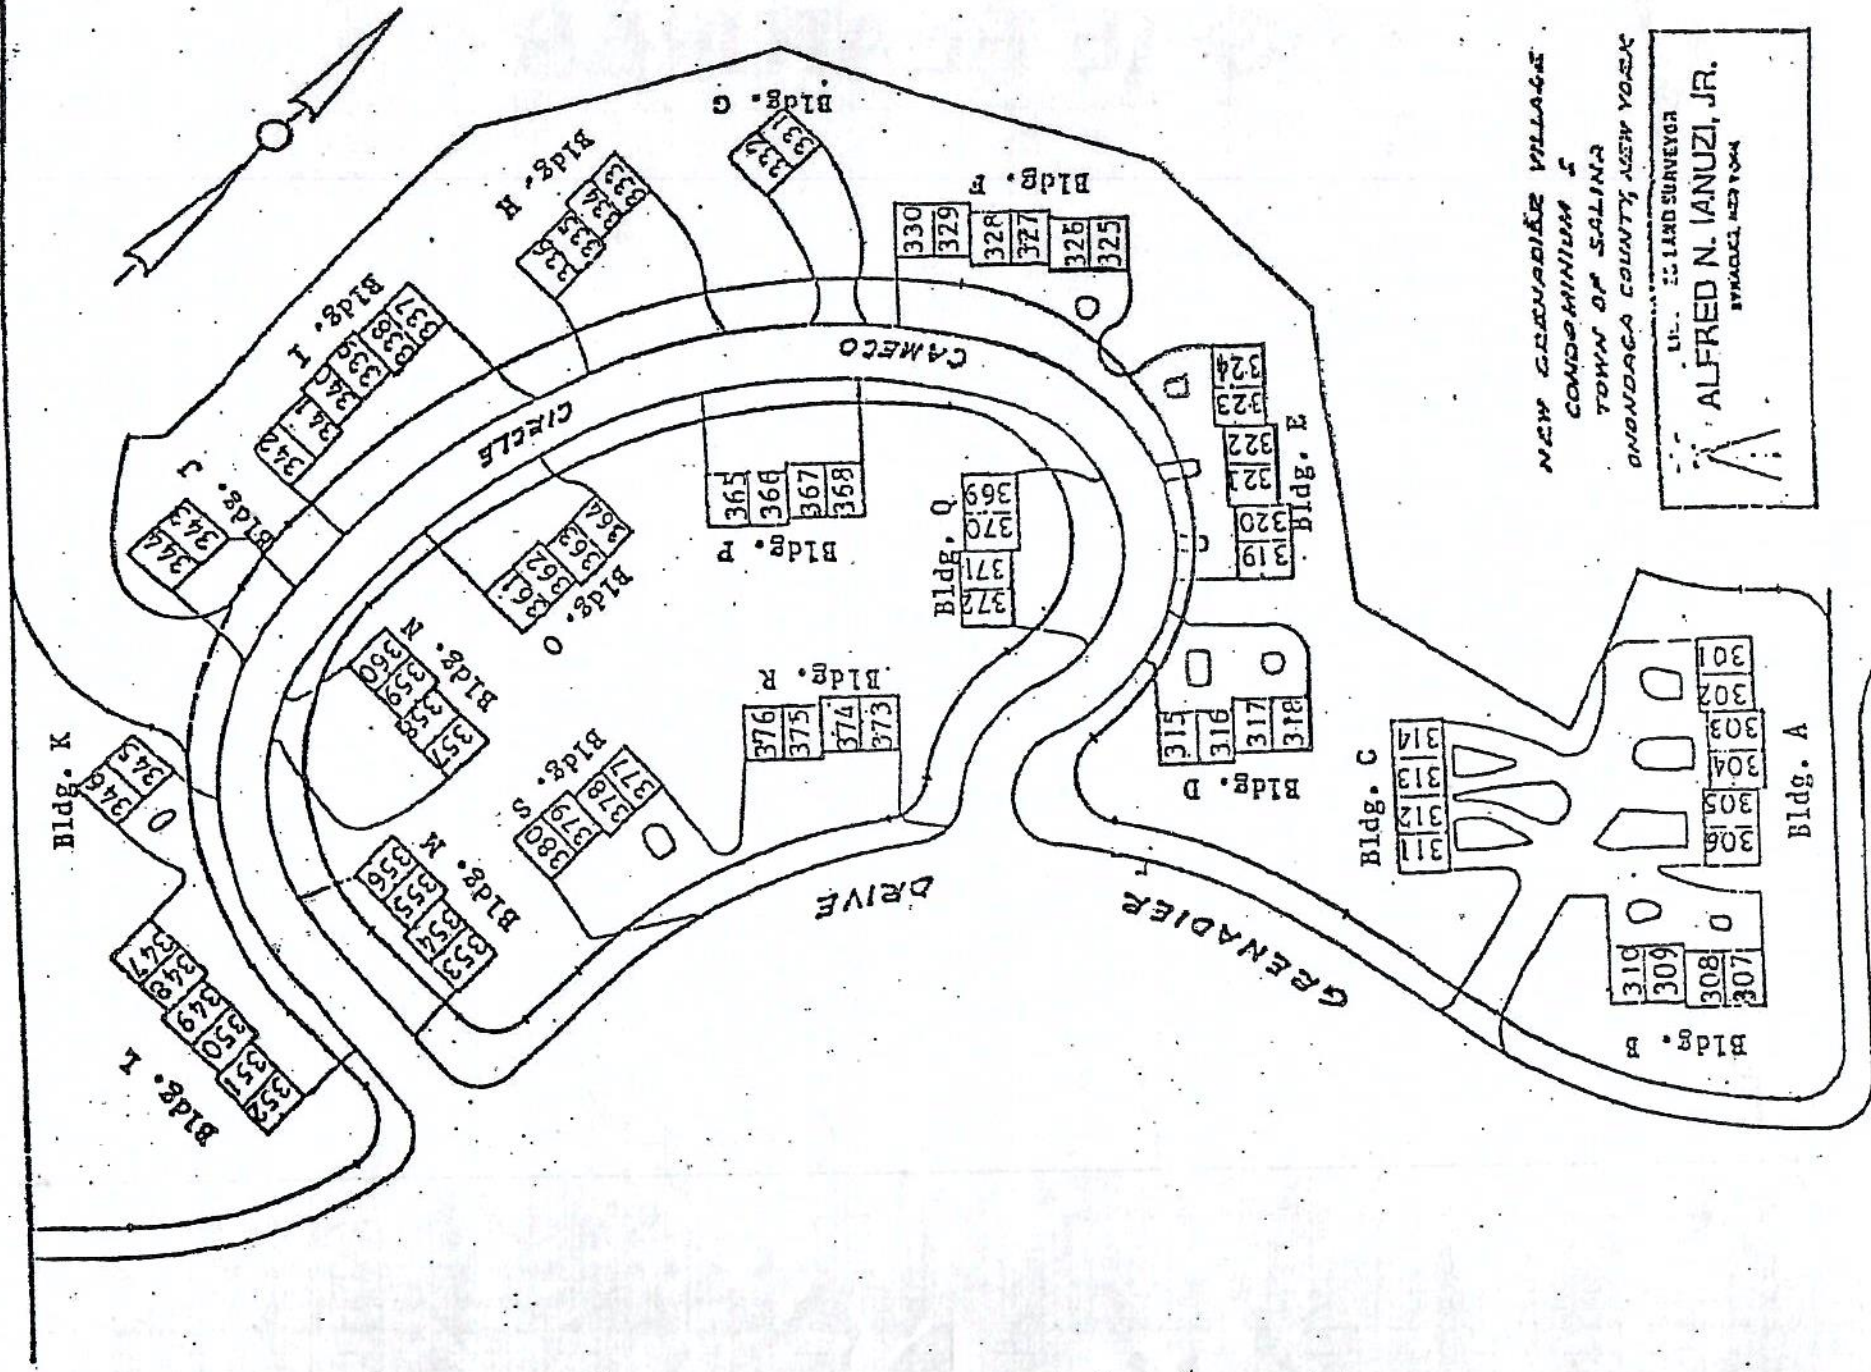 NEW GRENADIER VILLAGE
CONDOMINIUM 5
TOWN OF SALINA
ONONDAGA COUNTY, NEW YORK
LAND SURVEYOR
ALFRED N. IANUZI, JR.
Bldg. G
332 331
Bldg. H
336 335 334 333
Bldg. F
330 329 328 327 326 325
Bldg. I
342 341 340 339 338 337
CAMECO
CIRCLE
324
323
322
321
320
319
Bldg. E
Bldg. J
344 343
365 366 367 368
Bldg. P
Bldg. Q
369
370
371
372
361 362 363 364
Bldg. O
Bldg. N
360 359 358 357
Bldg. R
376 375 374 373
315 316 317 318
Bldg. D
Bldg. K
346 345
Bldg. S
380 379 378 377
Bldg. C
314
313
312
311
301
302
303
304
305
306
Bldg. A
Bldg. M
356 355 354 353
DRIVE
GRENADIER
310 309 308 307
Bldg. B
347 348 349 350 351 352
Bldg. L